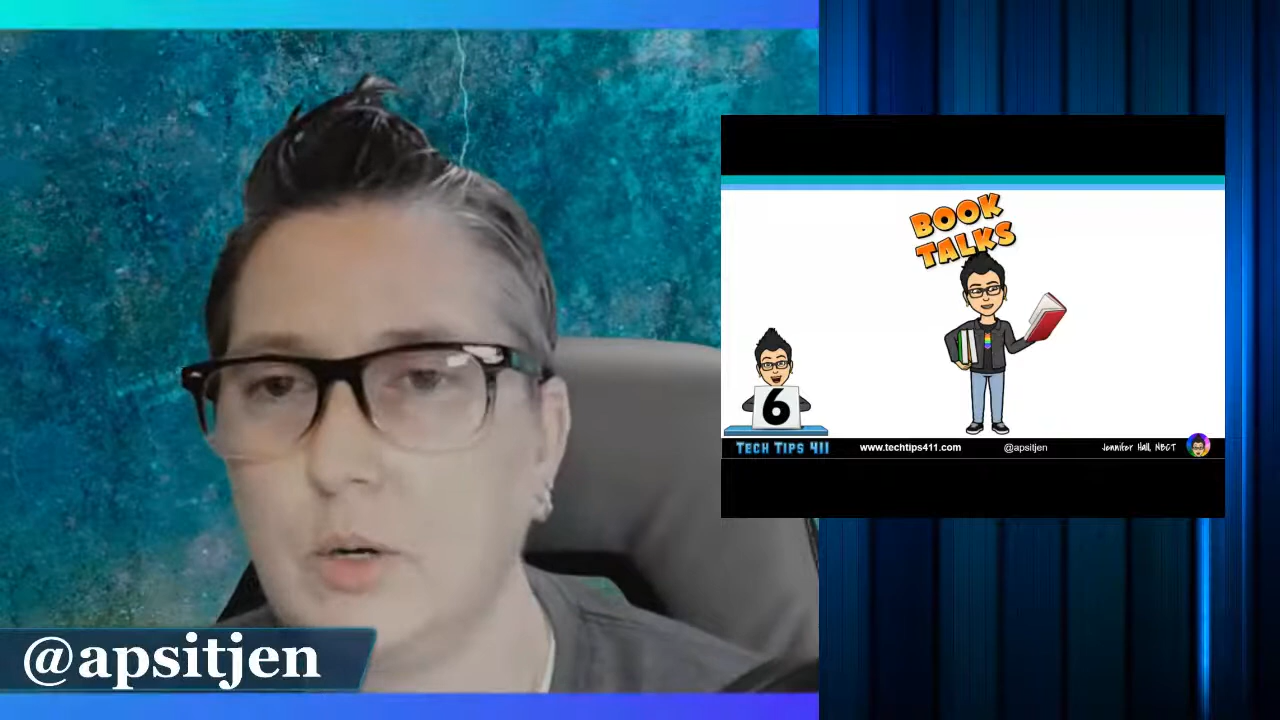 BOOK
TALKS
6
TECH TIPS 411 www.techtips411.com @apsitjen Jennifer Hall, NBCT
@apsitjen